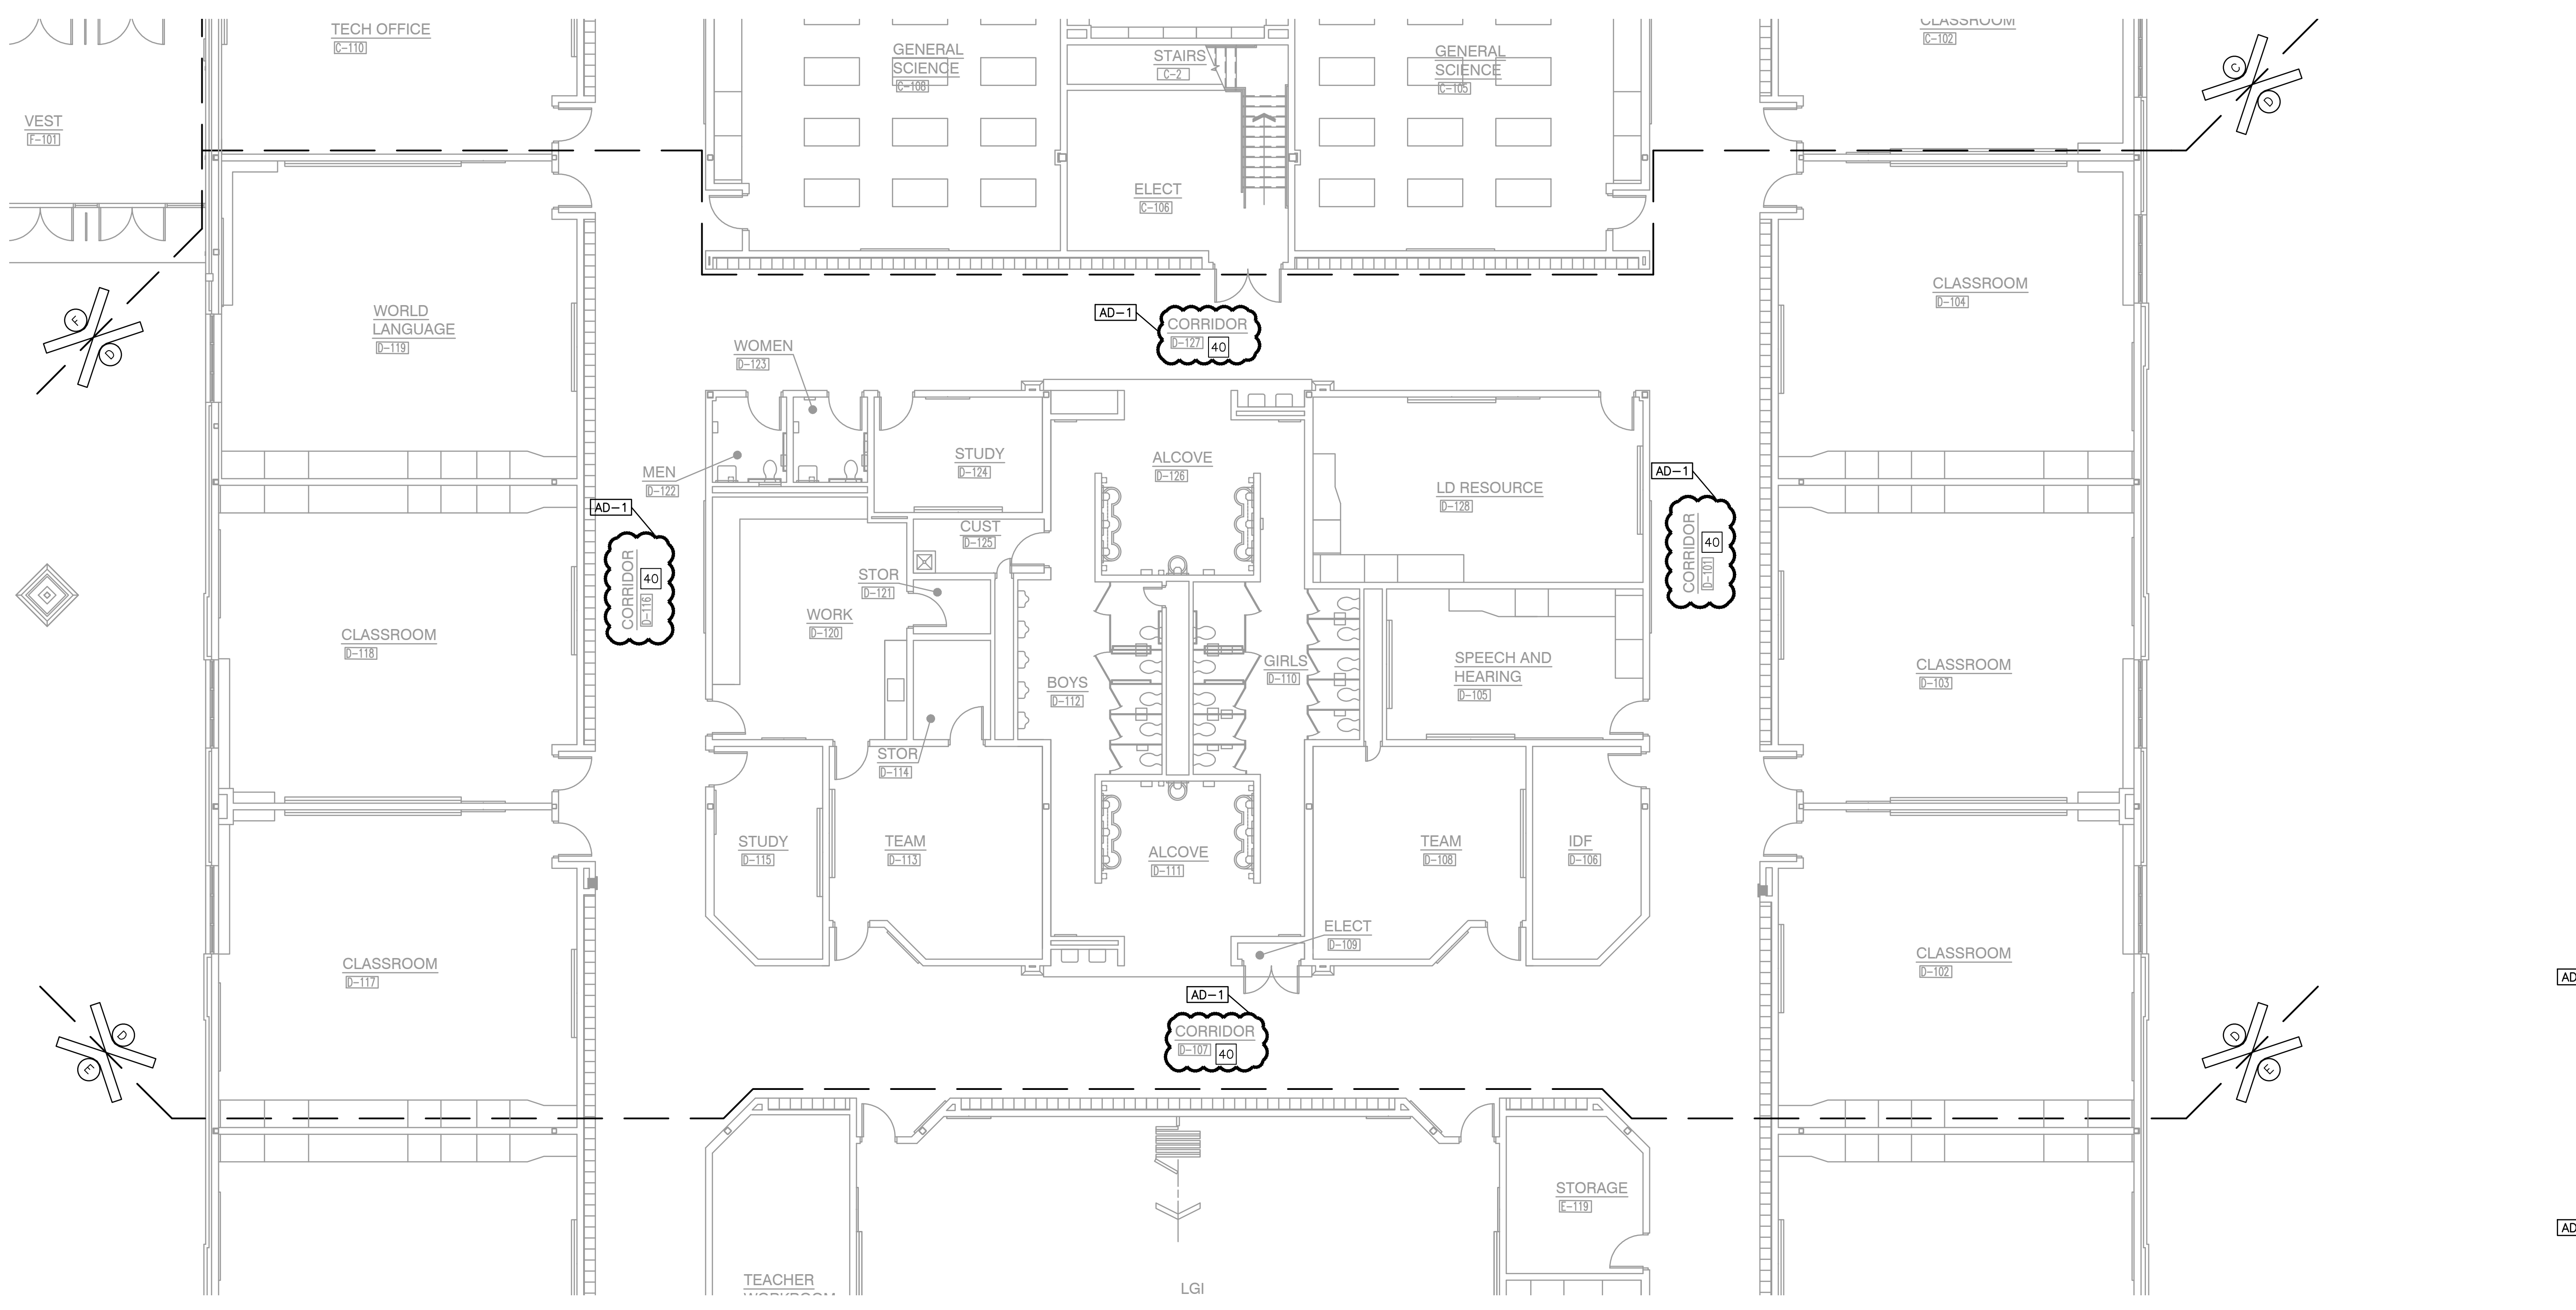 TECH OFFICE
C-110
GENERAL
SCIENCE
C-108
STAIRS
C-2
GENERAL
SCIENCE
C-105
CLASSROOM
C-102
C
D
VEST
F-101
ELECT
C-106
WORLD
LANGUAGE
D-119
F
D
AD-1
CORRIDOR
D-127
40
CLASSROOM
D-104
WOMEN
D-123
MEN
D-122
STUDY
D-124
ALCOVE
D-126
LD RESOURCE
D-128
AD-1
CORRIDOR
D-101
40
AD-1
CORRIDOR
D-116
40
CUST
D-125
STOR
D-121
WORK
D-120
CLASSROOM
D-118
BOYS
D-112
GIRLS
D-110
SPEECH AND
HEARING
D-105
CLASSROOM
D-103
STOR
D-114
STUDY
D-115
TEAM
D-113
ALCOVE
D-111
TEAM
D-108
IDF
D-106
ELECT
D-109
CLASSROOM
D-117
CLASSROOM
D-102
AD
D
E
AD-1
CORRIDOR
D-107
40
D
E
STORAGE
E-119
AD
TEACHER
WORKROOM
LGI